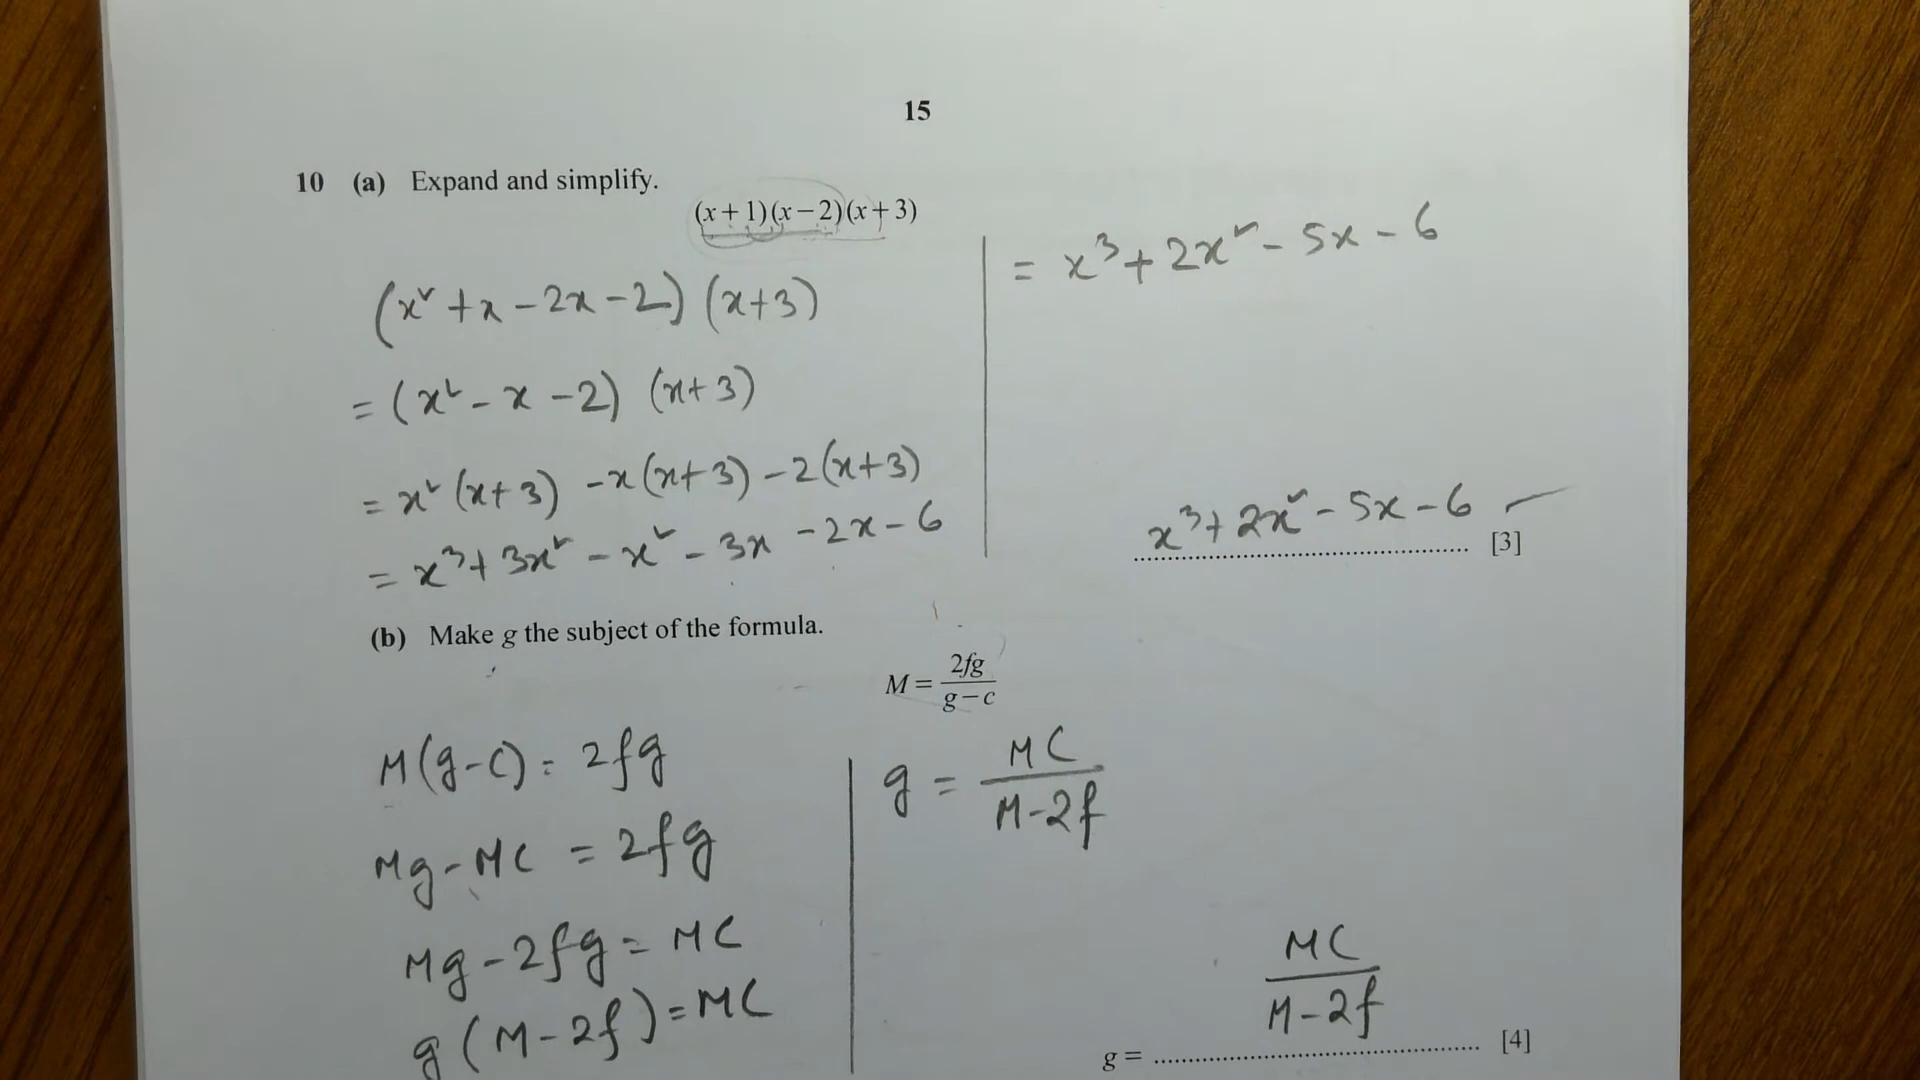 15
10 (a) Expand and simplify.
(x+1)(x−2)(x+3)
(x²+x−2x−2)(x+3)
=(x²−x−2)(x+3)
=x²(x+3)−x(x+3)−2(x+3)
=x³+3x²−x²−3x−2x−6
=x³+2x²−5x−6
x³+2x²−5x−6 [3]
(b) Make g the subject of the formula.
M = 2fg / g−c
M(g−C) = 2fg
Mg−MC = 2fg
Mg−2fg = MC
g(M−2f) = MC
g = MC / M−2f
g = MC / M−2f [4]